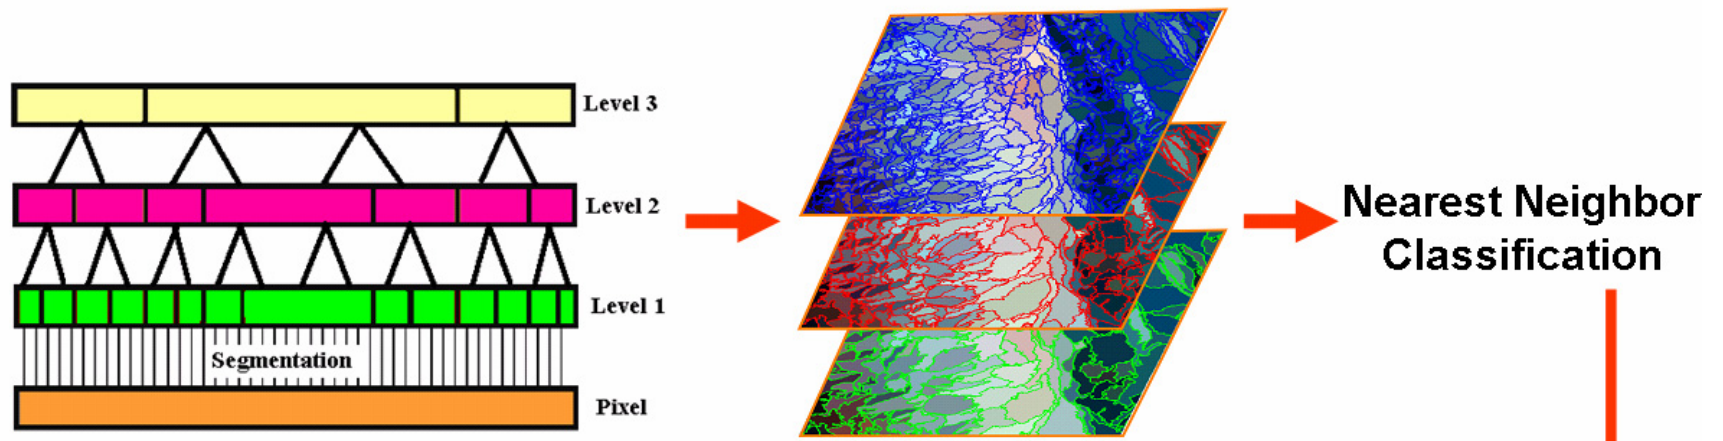 Level 3
Level 2
Level 1
Segmentation
Pixel
Nearest Neighbor
Classification